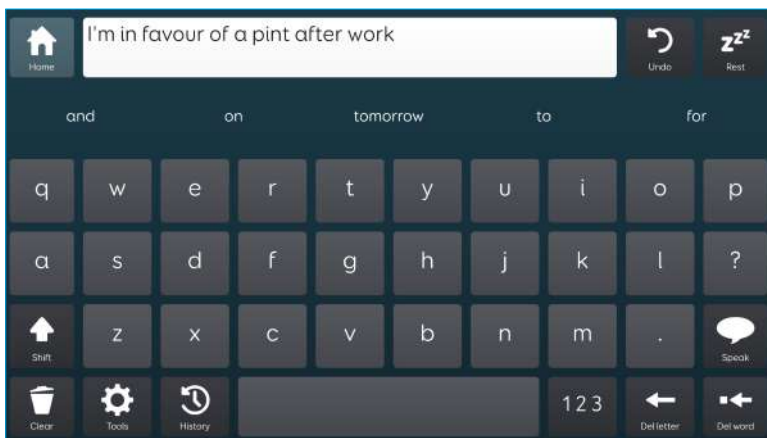 I'm in favour of a pint after work
Home
Undo
zzz
Rest
and on tomorrow to for
q w e r t y u i o p
a s d f g h j k l ?
Shift
z x c v b n m .
Speak
Clear
Tools
History
123
Del letter
Del word